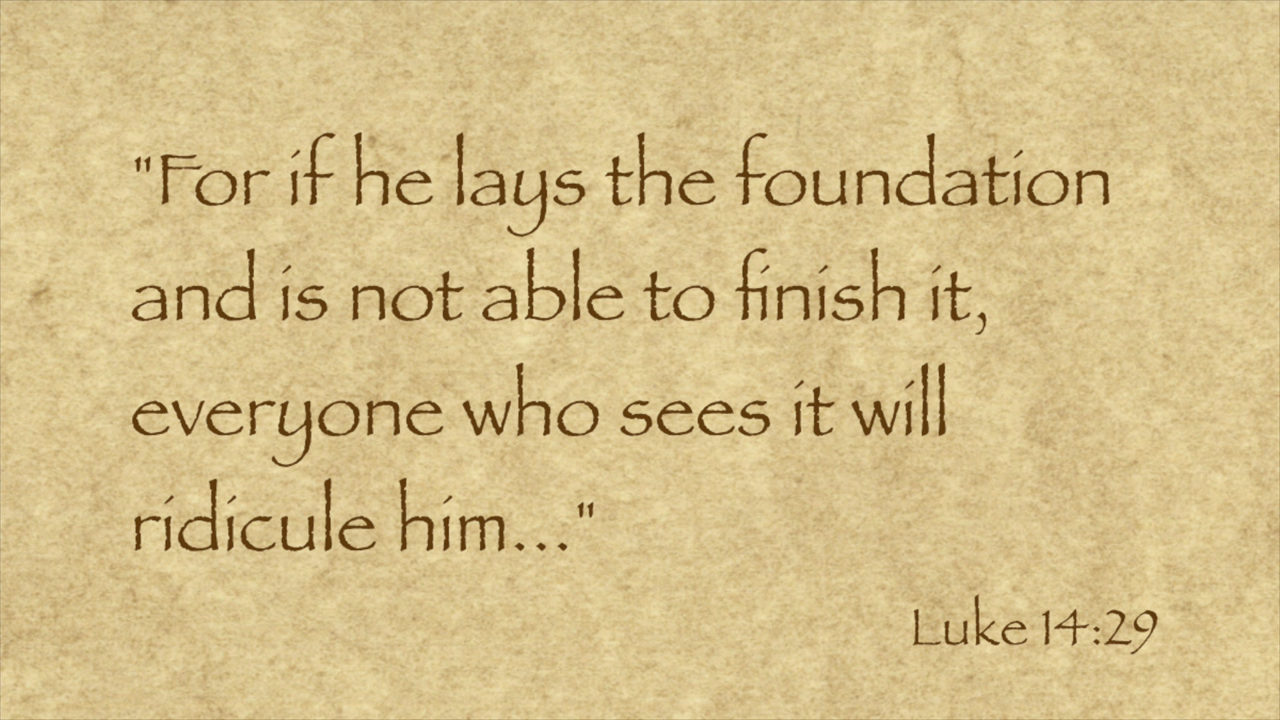 "For if he lays the foundation
and is not able to finish it,
everyone who sees it will
ridicule him..."
Luke 14:29